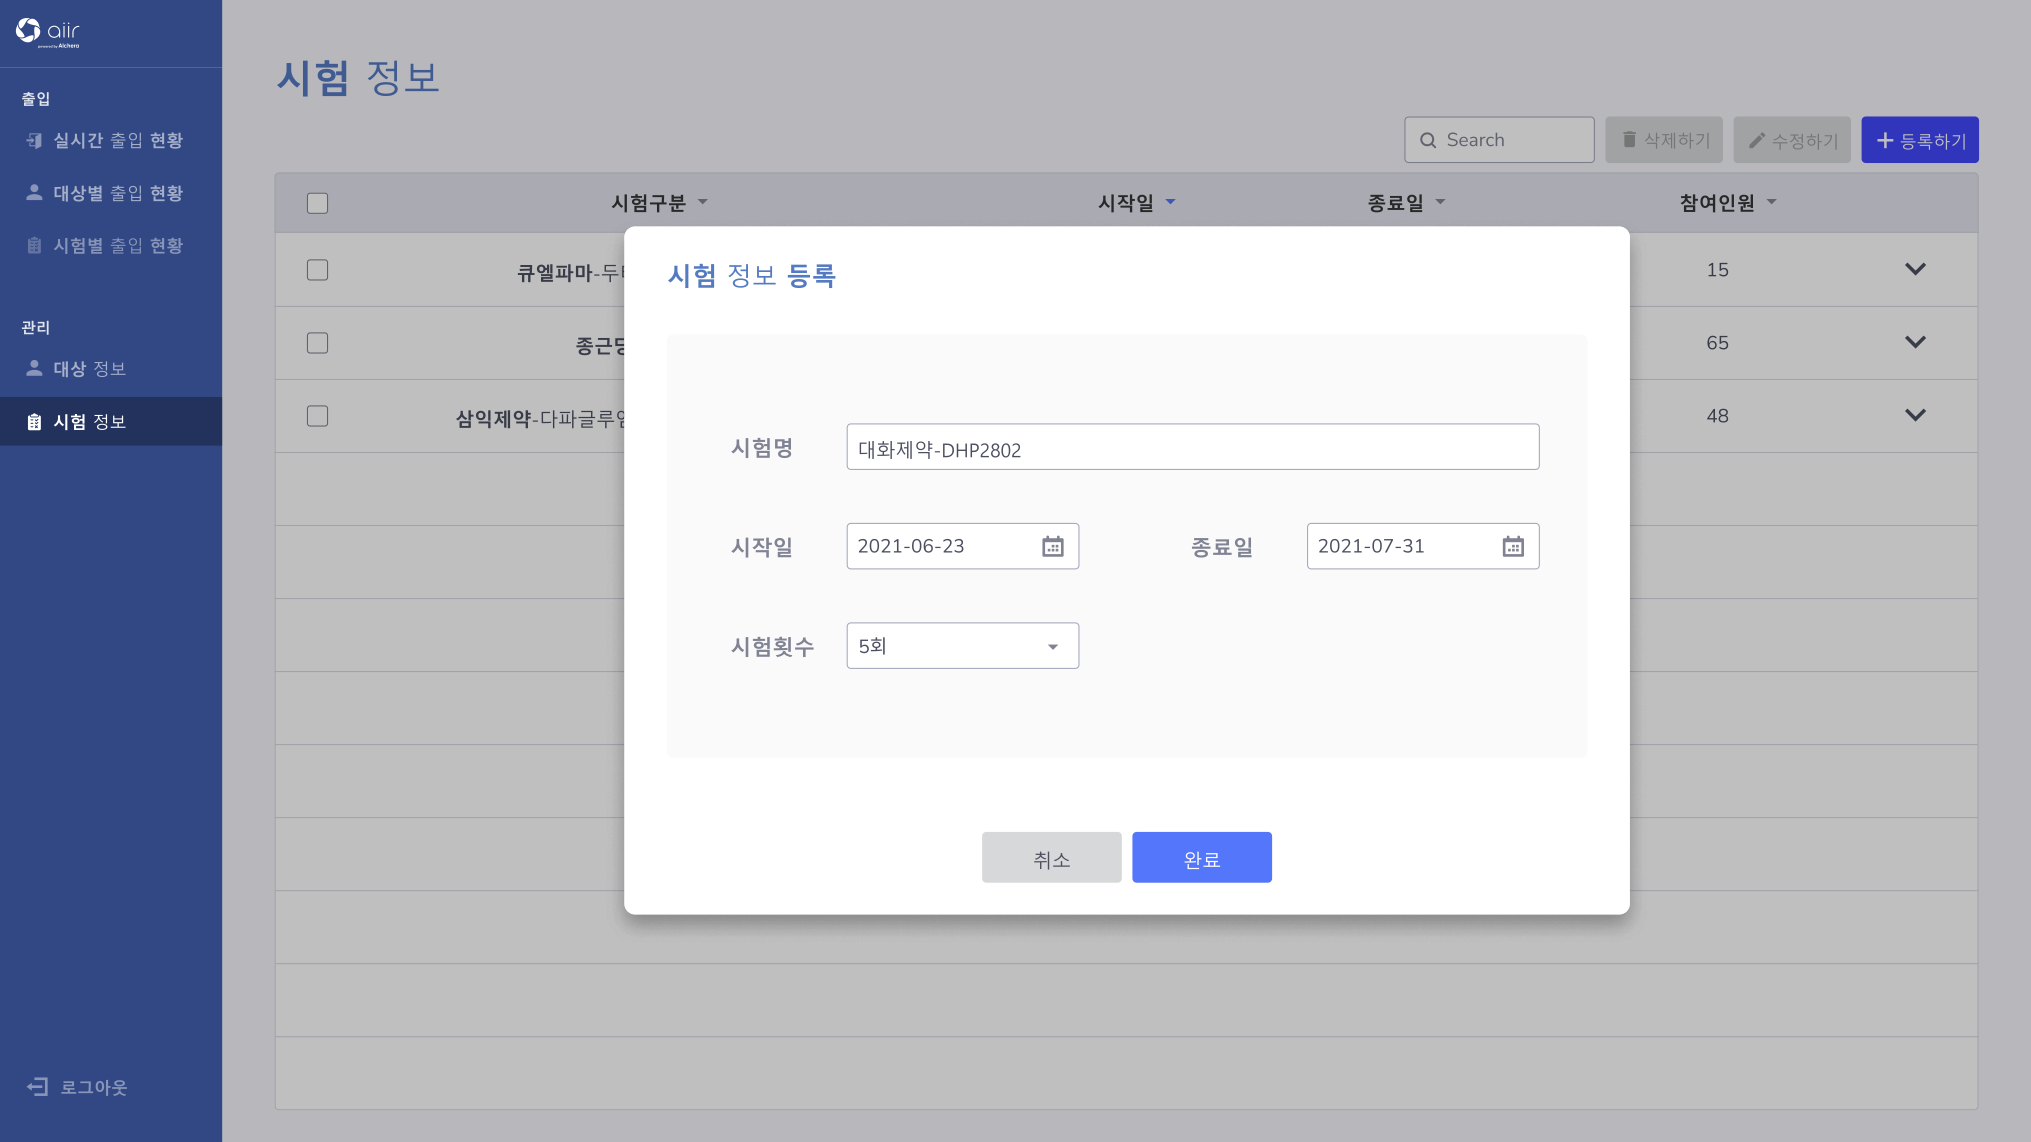 aiir
powered by Alchera
출입
실시간 출입 현황
대상별 출입 현황
시험별 출입 현황
관리
대상 정보
시험 정보
로그아웃
시험 정보
Search
삭제하기
수정하기
등록하기
시험구분
시작일
종료일
참여인원
큐엘파마-두
15
종근당
65
삼익제약-다파글루엠
48
시험 정보 등록
시험명
대화제약-DHP2802
시작일
2021-06-23
종료일
2021-07-31
시험횟수
5회
취소
완료